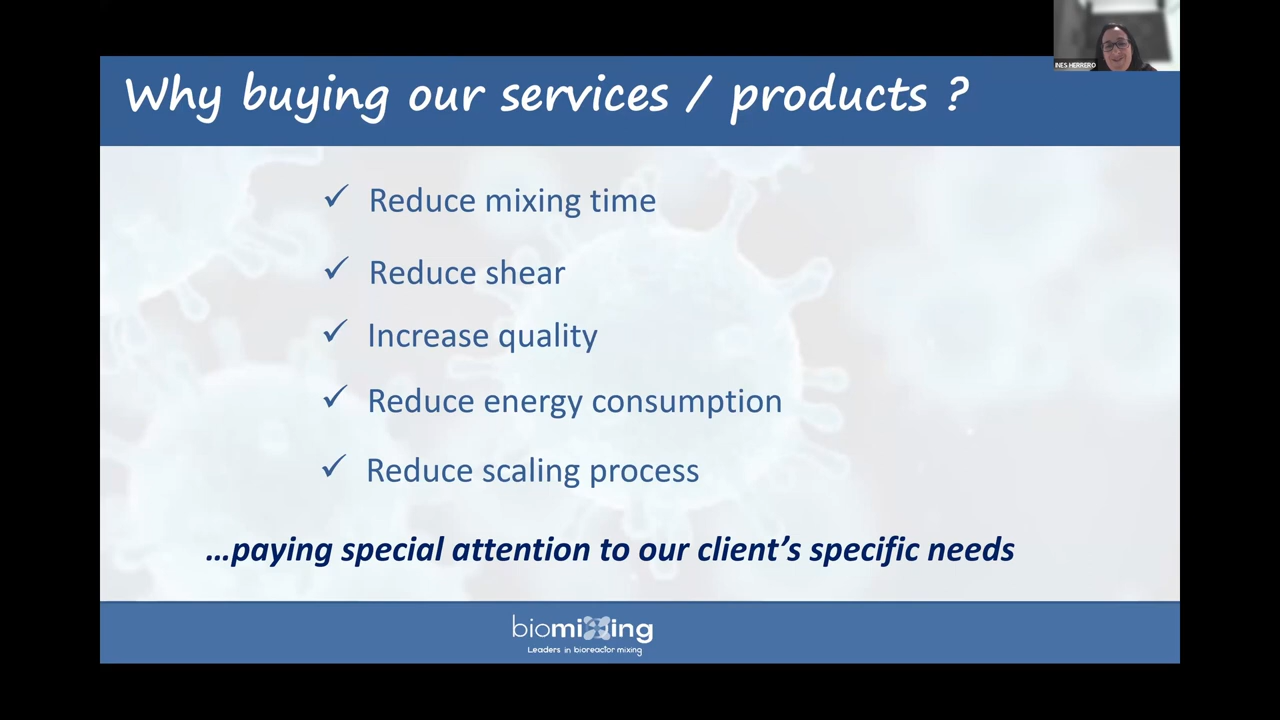 INES HERRERO
Why buying our services / products ?
✓ Reduce mixing time
✓ Reduce shear
✓ Increase quality
✓ Reduce energy consumption
✓ Reduce scaling process
…paying special attention to our client’s specific needs
biomixing
Leaders in bioreactor mixing